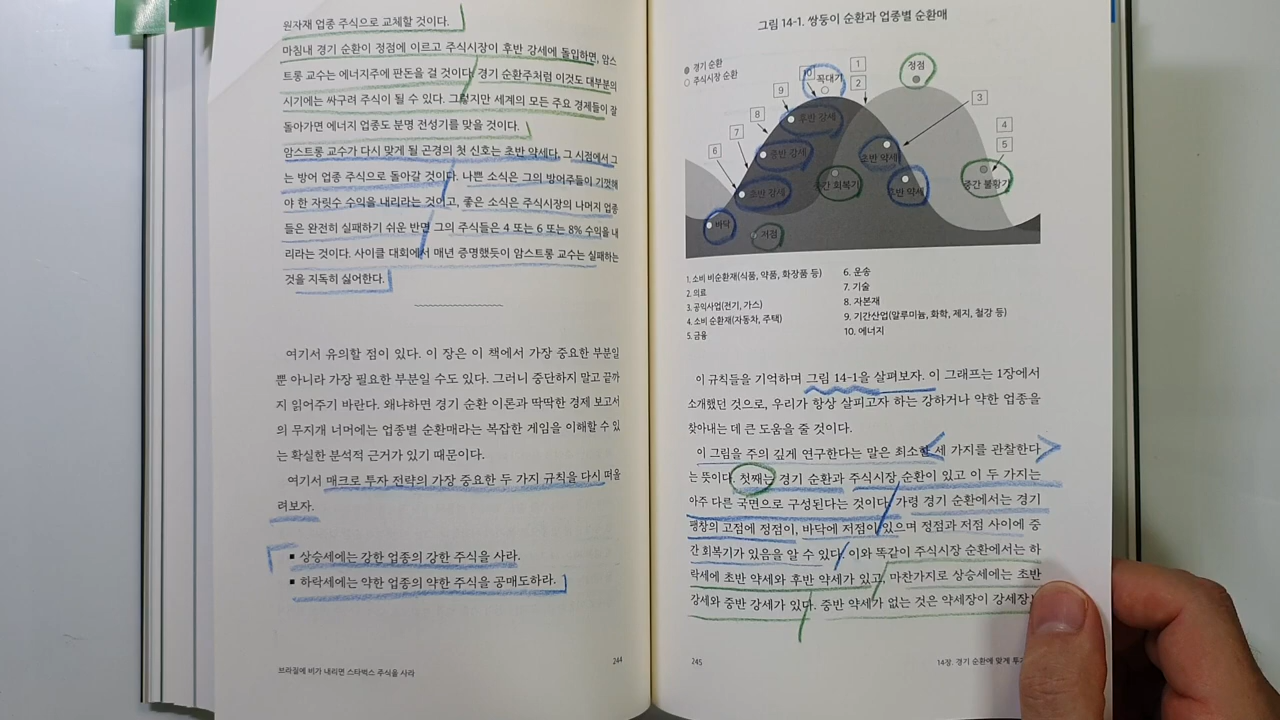 원자재 업종 주식으로 교체할 것이다.
마침내 경기 순환이 정점에 이르고 주식시장이 후반 강세에 돌입하면, 암스
트롱 교수는 에너지주에 판돈을 걸 것이다. 경기 순환주처럼 이것도 대부분의
시기에는 싸구려 주식이 될 수 있다. 그렇지만 세계의 모든 주요 경제들이 잘
돌아가면 에너지 업종도 분명 전성기를 맞을 것이다.
암스트롱 교수가 다시 맞게 될 곤경의 첫 신호는 초반 약세다. 그 시점에서 그
는 방어 업종 주식으로 돌아갈 것이다. 나쁜 소식은 그의 방어주들이 기껏해
야 한 자릿수 수익을 내리라는 것이고, 좋은 소식은 주식시장의 나머지 업종
들은 완전히 실패하기 쉬운 반면 그의 주식들은 4 또는 6 또는 8% 수익을 내
리라는 것이다. 사이클 대회에서 매년 증명했듯이 암스트롱 교수는 실패하는
것을 지독히 싫어한다.
여기서 유의할 점이 있다. 이 장은 이 책에서 가장 중요한 부분일
뿐 아니라 가장 필요한 부분일 수도 있다. 그러니 중단하지 말고 끝까
지 읽어주기 바란다. 왜냐하면 경기 순환 이론과 딱딱한 경제 보고서
의 무지개 너머에는 업종별 순환매라는 복잡한 게임을 이해할 수 있
는 확실한 분석적 근거가 있기 때문이다.
여기서 매크로 투자 전략의 가장 중요한 두 가지 규칙을 다시 떠올
려보자.
■ 상승세에는 강한 업종의 강한 주식을 사라.
■ 하락세에는 약한 업종의 약한 주식을 공매도하라.
브라질에 비가 내리면 스타벅스 주식을 사라
244
그림 14-1. 쌍둥이 순환과 업종별 순환매
● 경기 순환
○ 주식시장 순환
10
꼭대기
1
2
정점
9
후반 강세
3
8
7
중반 강세
초반 약세
4
5
6
초반 강세
중간 회복기
후반 약세
중간 불황기
바닥
저점
1. 소비 비순환재(식품, 약품, 화장품 등)
2. 의료
3. 공익사업(전기, 가스)
4. 소비 순환재(자동차, 주택)
5. 금융
6. 운송
7. 기술
8. 자본재
9. 기간산업(알루미늄, 화학, 제지, 철강 등)
10. 에너지
이 규칙들을 기억하며 그림 14-1을 살펴보자. 이 그래프는 1장에서
소개했던 것으로, 우리가 항상 살피고자 하는 강하거나 약한 업종을
찾아내는 데 큰 도움을 줄 것이다.
이 그림을 주의 깊게 연구한다는 말은 최소한 세 가지를 관찰한다
는 뜻이다. 첫째는 경기 순환과 주식시장 순환이 있고 이 두 가지는
아주 다른 국면으로 구성된다는 것이다. 가령 경기 순환에서는 경기
팽창의 고점에 정점이, 바닥에 저점이 있으며 정점과 저점 사이에 중
간 회복기가 있음을 알 수 있다. 이와 똑같이 주식시장 순환에서는 하
락세에 초반 약세와 후반 약세가 있고, 마찬가지로 상승세에는 초반
강세와 중반 강세가 있다. 중반 약세가 없는 것은 약세장이 강세장보
245
14장. 경기 순환에 맞게 투